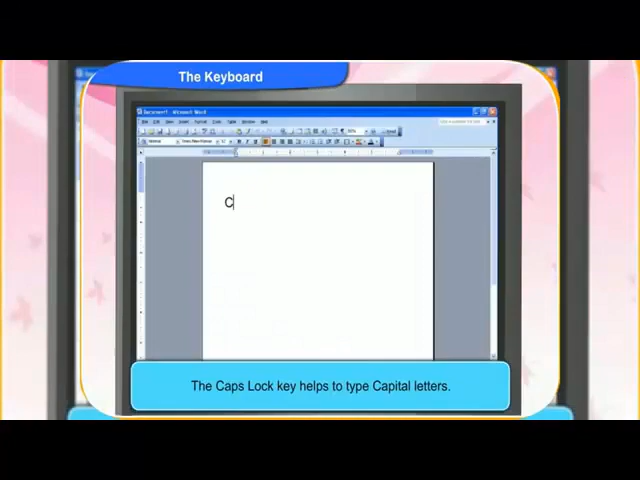 The Keyboard
Document1 - Microsoft Word
C
The Caps Lock key helps to type Capital letters.